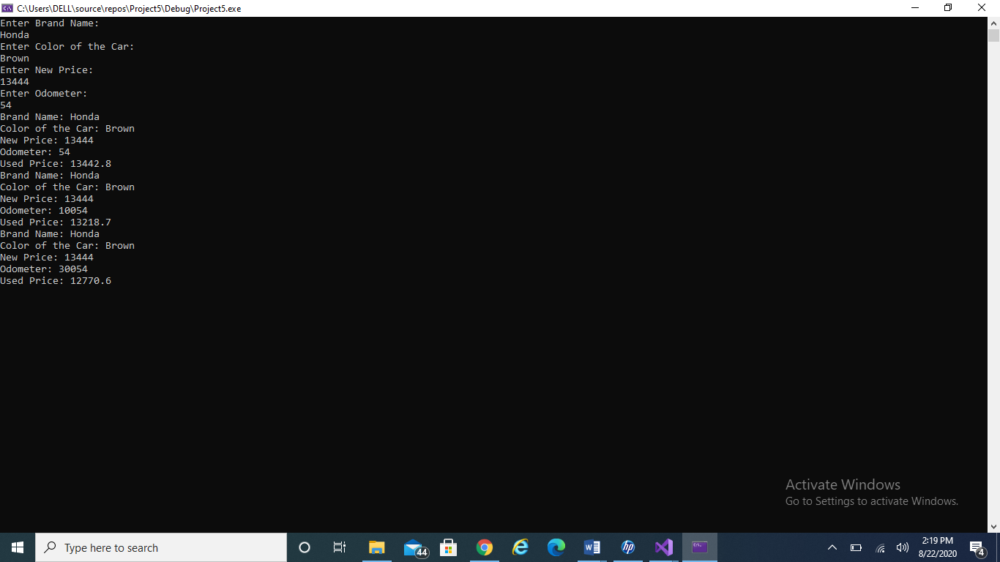 C:\Users\DELL\source\repos\Project5\Debug\Project5.exe
Enter Brand Name:
Honda
Enter Color of the Car:
Brown
Enter New Price:
13444
Enter Odometer:
54
Brand Name: Honda
Color of the Car: Brown
New Price: 13444
Odometer: 54
Used Price: 13442.8
Brand Name: Honda
Color of the Car: Brown
New Price: 13444
Odometer: 10054
Used Price: 13218.7
Brand Name: Honda
Color of the Car: Brown
New Price: 13444
Odometer: 30054
Used Price: 12770.6
Activate Windows
Go to Settings to activate Windows.
Type here to search
44
2:19 PM
8/22/2020
4